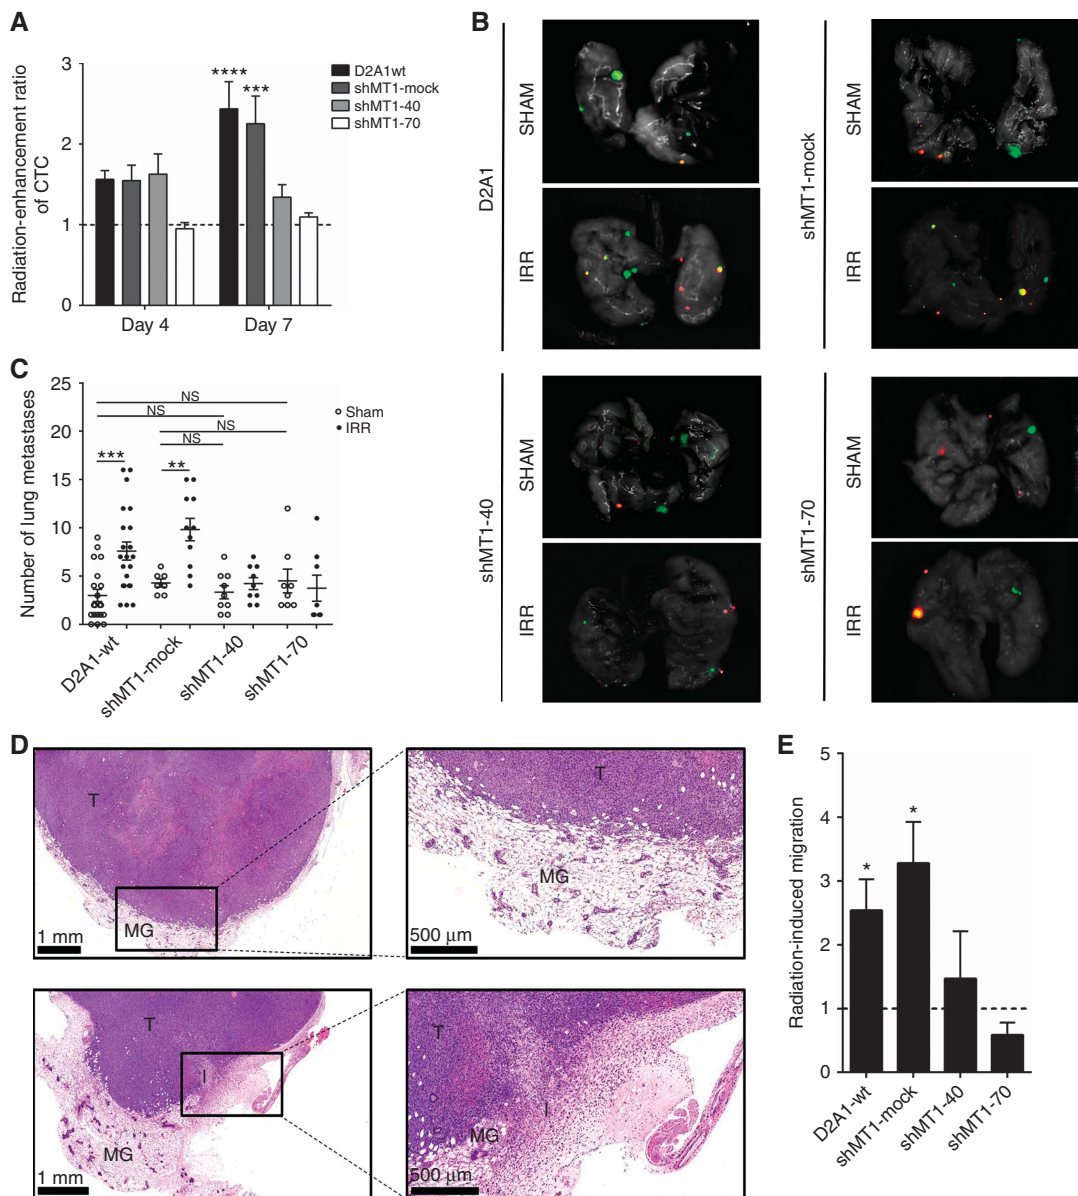 A
Radiation-enhancement ratio
of CTC
3
2
1
0
****
***
Day 4
Day 7
D2A1wt
shMT1-mock
shMT1-40
shMT1-70
B
D2A1
SHAM
IRR
shMT1-mock
SHAM
IRR
shMT1-40
SHAM
IRR
shMT1-70
SHAM
IRR
C
Number of lung metastases
25
20
15
10
5
0
NS
NS
NS
NS
***
**
Sham
IRR
D2A1-wt
shMT1-mock
shMT1-40
shMT1-70
D
T
MG
1 mm
T
MG
500 μm
T
I
MG
1 mm
T
I
MG
500 μm
E
Radiation-induced migration
5
4
3
2
1
0
*
*
D2A1-wt
shMT1-mock
shMT1-40
shMT1-70